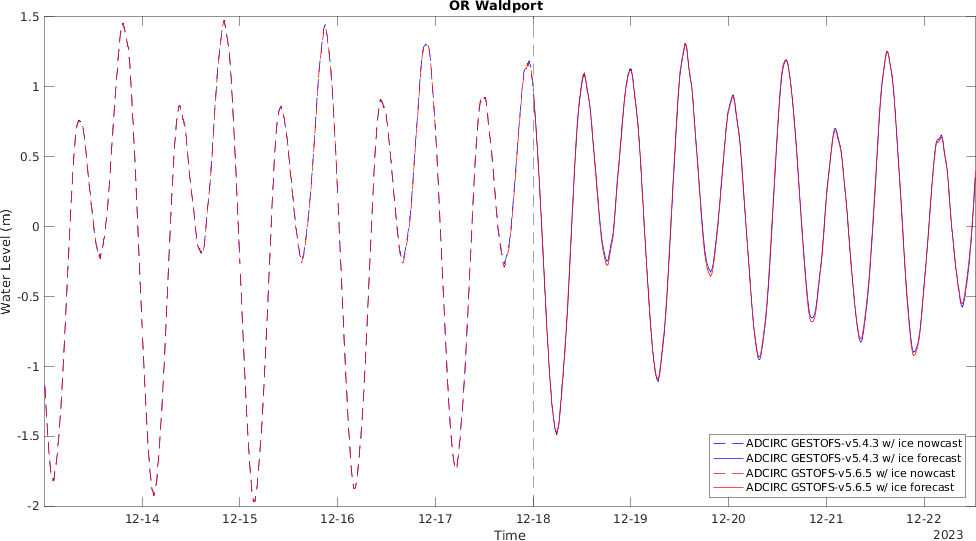 OR Waldport
Water Level (m)
1.5
1
0.5
0
-0.5
-1
-1.5
-2
12-14 12-15 12-16 12-17 12-18 12-19 12-20 12-21 12-22
Time
2023
ADCIRC GESTOFS-v5.4.3 w/ ice nowcast
ADCIRC GESTOFS-v5.4.3 w/ ice forecast
ADCIRC GSTOFS-v5.6.5 w/ ice nowcast
ADCIRC GSTOFS-v5.6.5 w/ ice forecast